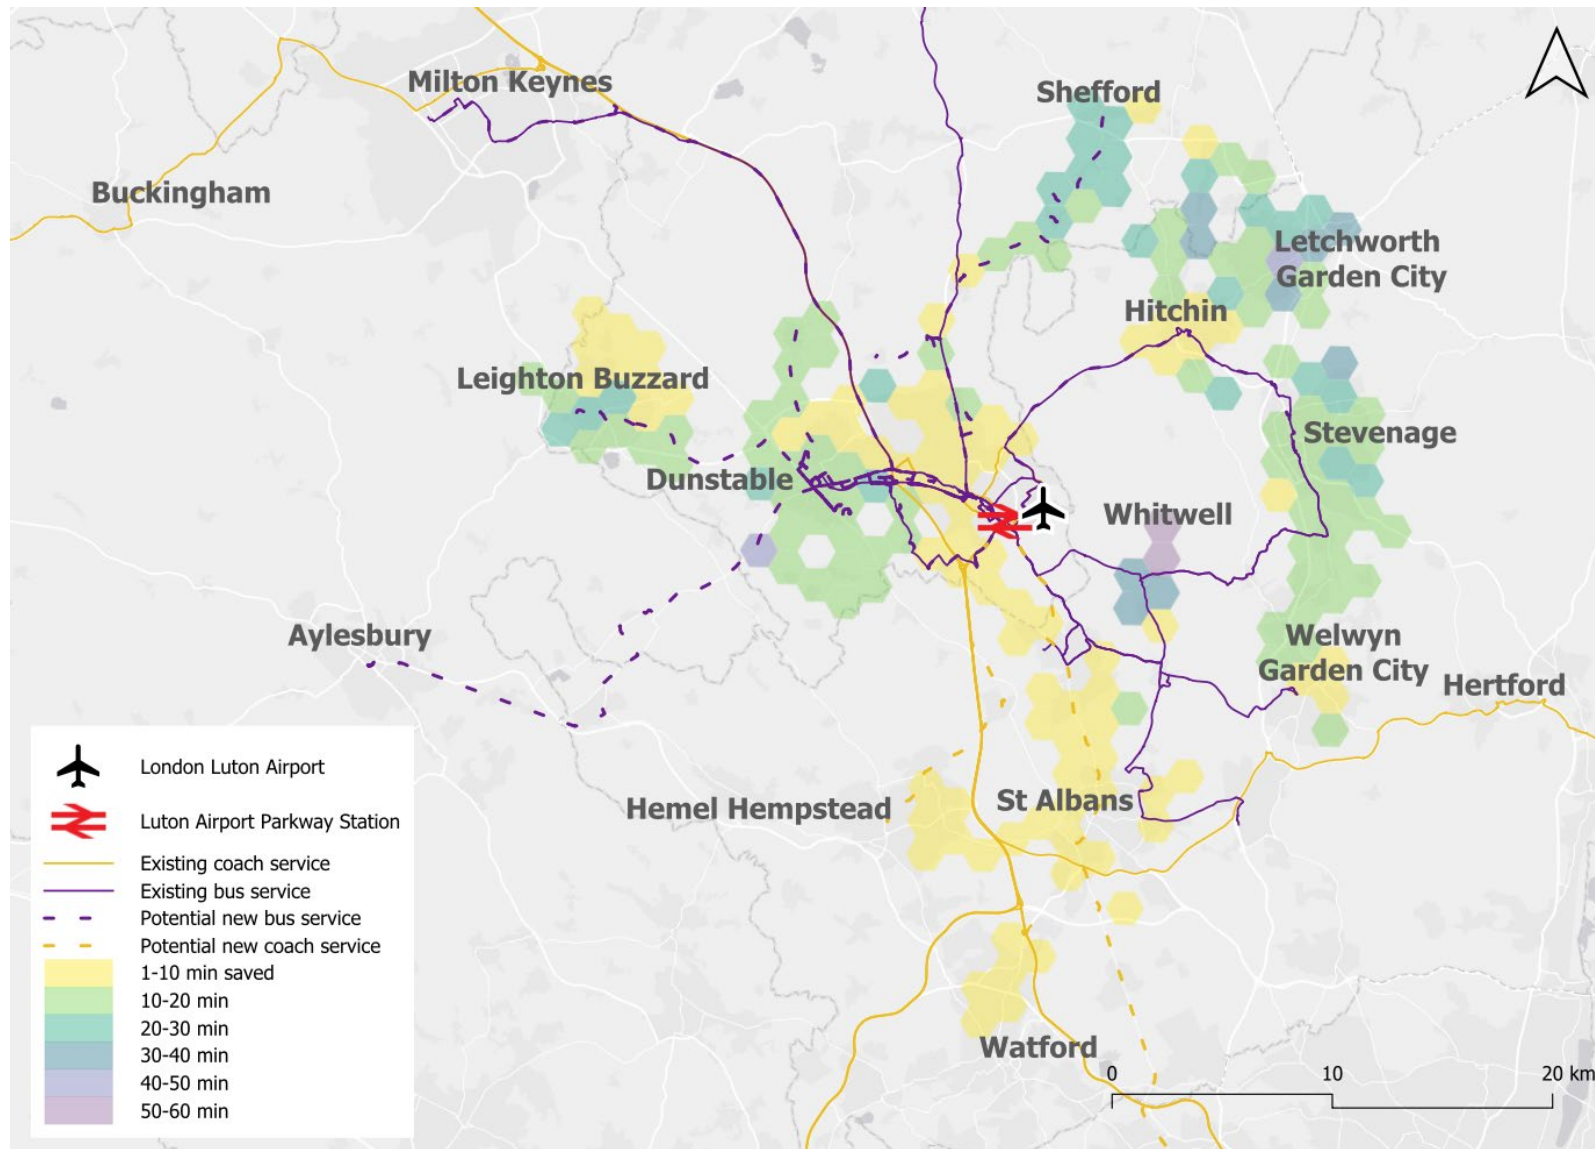 Milton Keynes
Shefford
Buckingham
Letchworth
Garden City
Hitchin
Leighton Buzzard
Stevenage
Dunstable
Whitwell
Aylesbury
Welwyn
Garden City
Hertford
Hemel Hempstead
St Albans
Watford
0 10 20 km
London Luton Airport
Luton Airport Parkway Station
Existing coach service
Existing bus service
Potential new bus service
Potential new coach service
1-10 min saved
10-20 min
20-30 min
30-40 min
40-50 min
50-60 min